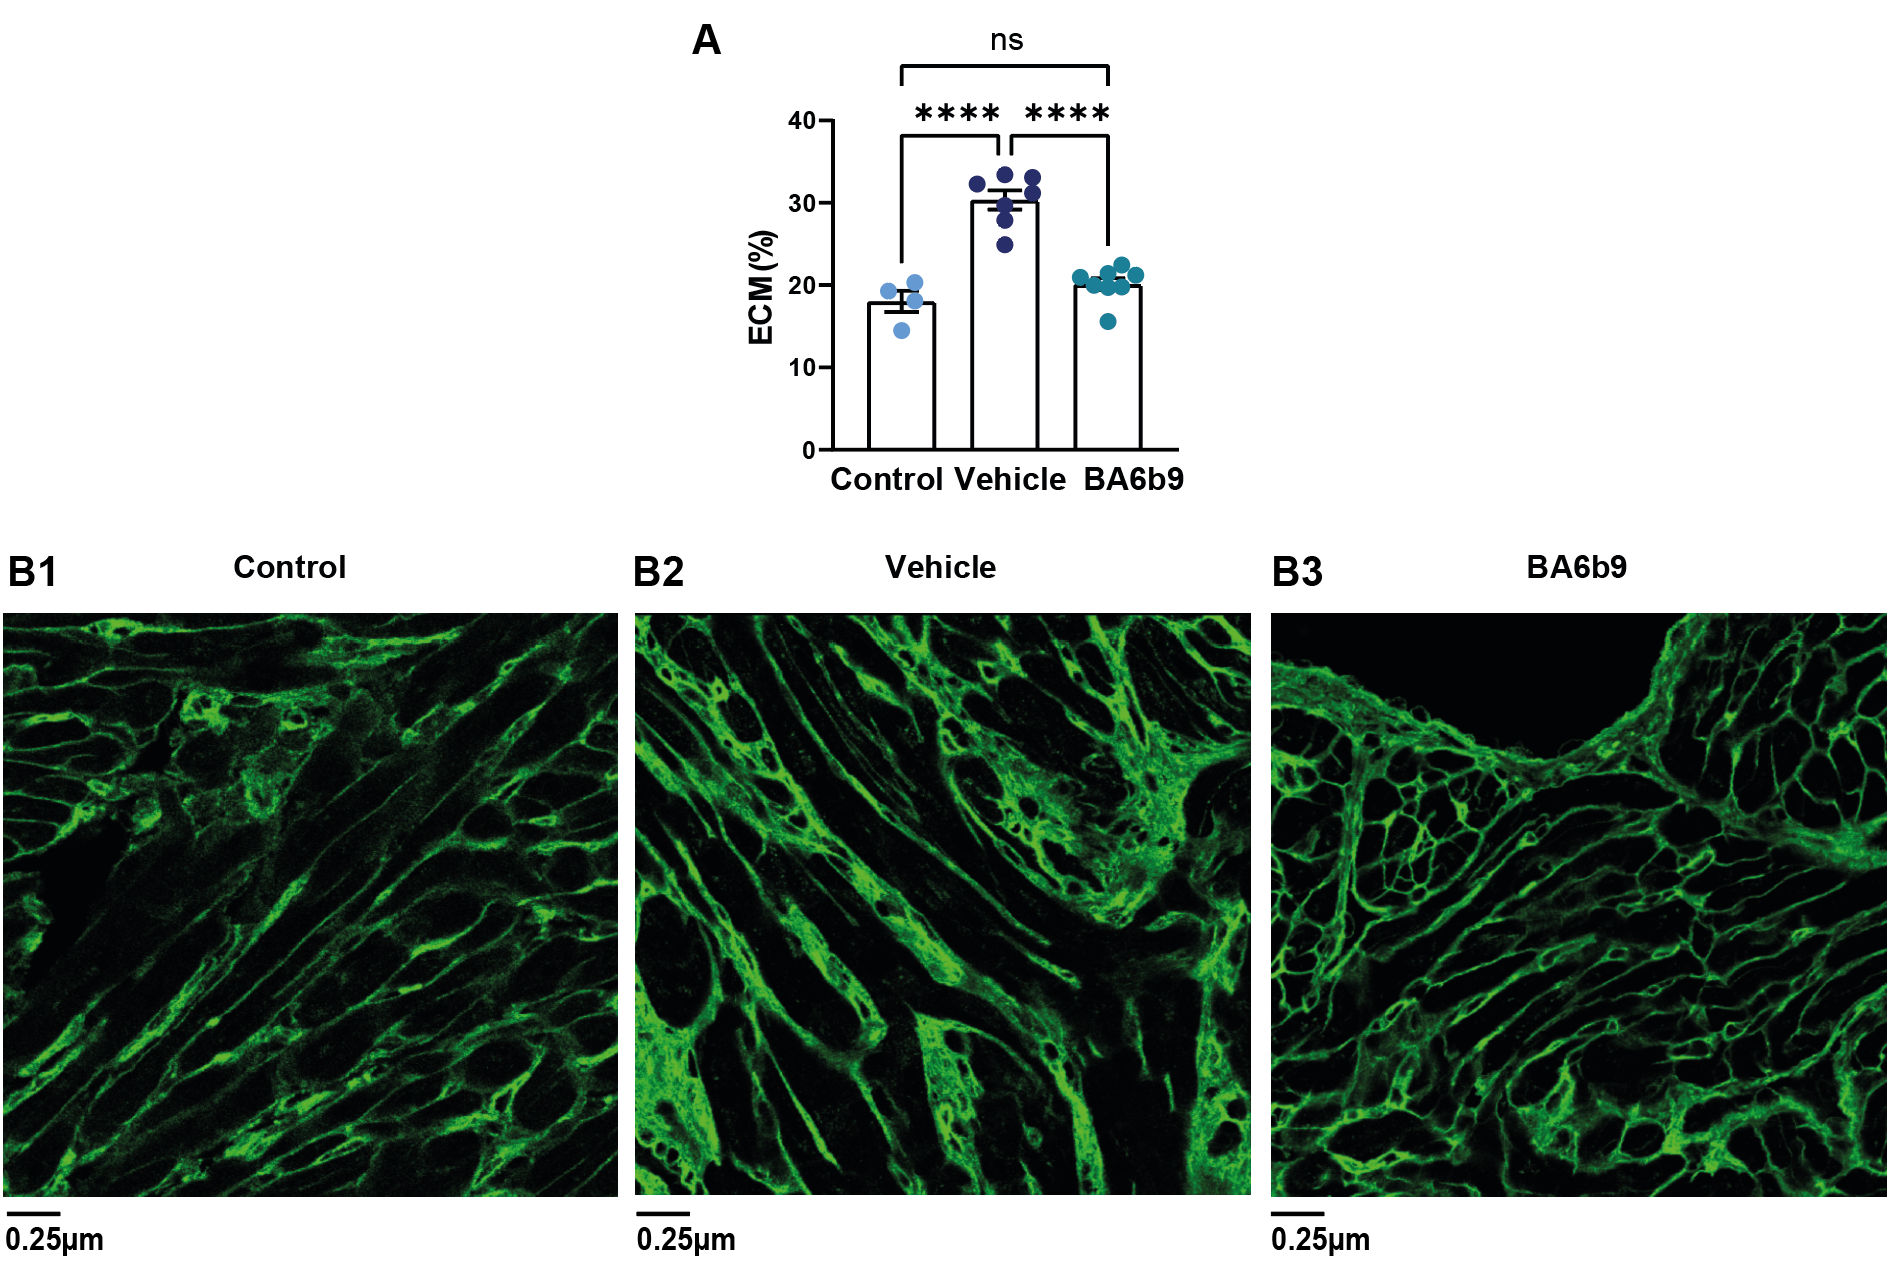 A
ns
**** ****
40
30
20
10
0
ECM (%)
Control Vehicle BA6b9
B1 Control
B2 Vehicle
B3 BA6b9
0.25µm
0.25µm
0.25µm